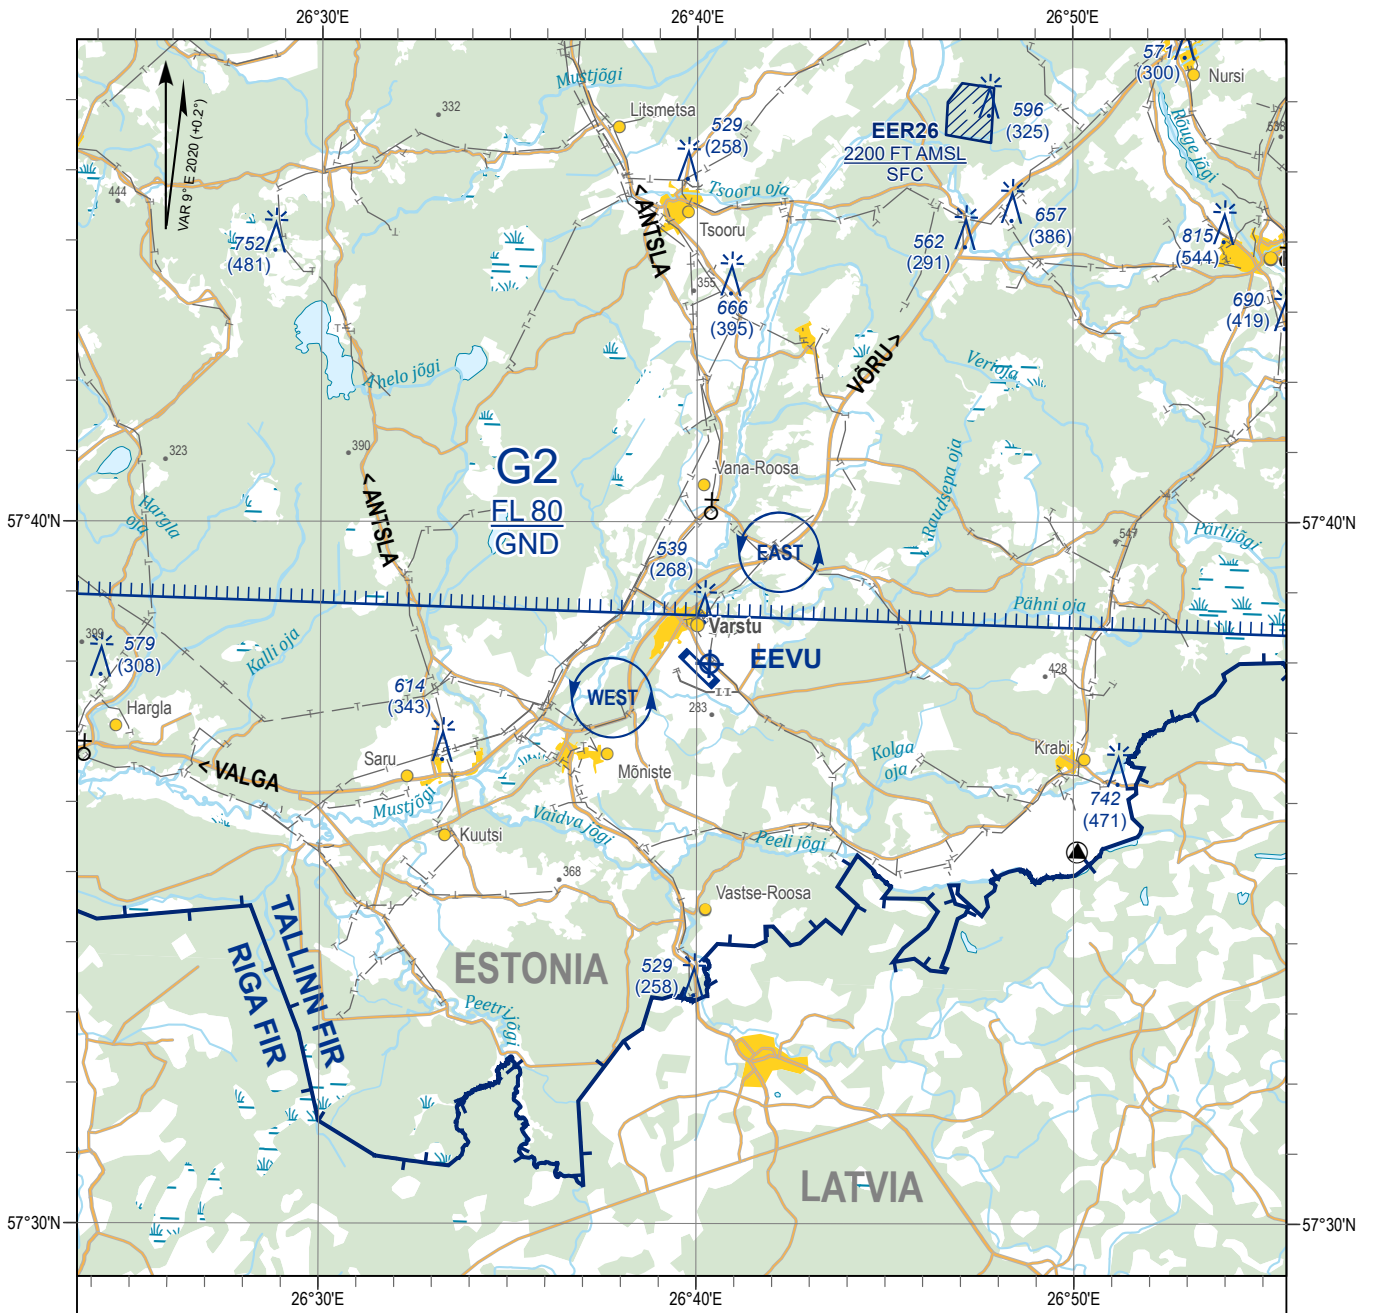 26°30'E
26°40'E
26°50'E
VAR 9° E 2020 (+0.2°)
Mustjõgi
332
Litsmetsa
529
(258)
EER26
2200 FT AMSL
SFC
596
(325)
571
(300)
Nursi
Rõuge jõgi
538
444
752
(481)
< ANTSLA
Tsooru oja
Tsooru
355
666
(395)
562
(291)
657
(386)
815
(544)
690
(419)
Ahelo jõgi
VÕRU >
Verioja
323
390
Hargla
oja
< ANTSLA
G2
FL 80
GND
Vana-Roosa
Raudsepa oja
57°40'N
57°40'N
539
(268)
EAST
547
Pärlijõgi
Pähni oja
399
579
(308)
Kalli oja
Varstu
EEVU
428
Hargla
614
(343)
WEST
283
< VALGA
Saru
Mustjõgi
Mõniste
Kolga
oja
Krabi
742
(471)
Kuutsi
Vaidva jõgi
Peeli jõgi
368
Vastse-Roosa
TALLINN FIR
RIGA FIR
ESTONIA
529
(258)
Peetri jõgi
LATVIA
57°30'N
57°30'N
26°30'E
26°40'E
26°50'E